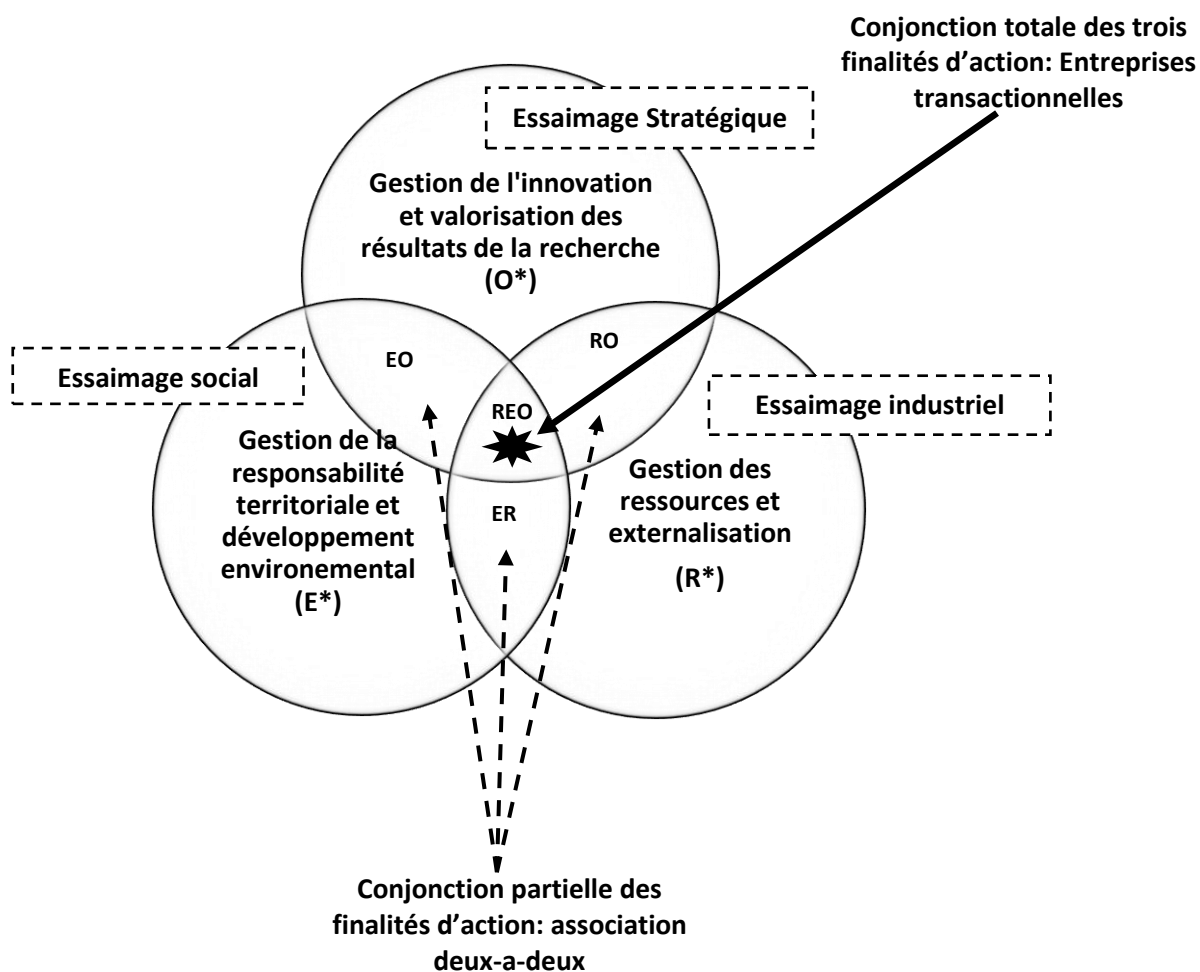 Conjonction totale des trois
finalités d’action: Entreprises
transactionnelles
Essaimage Stratégique
Gestion de l'innovation
et valorisation des
résultats de la recherche
(O*)
EO
RO
Essaimage social
Essaimage industriel
REO
Gestion de la
responsabilité
territoriale et
développement
environemental
(E*)
Gestion des
ressources et
externalisation
(R*)
ER
Conjonction partielle des
finalités d’action: association
deux-a-deux